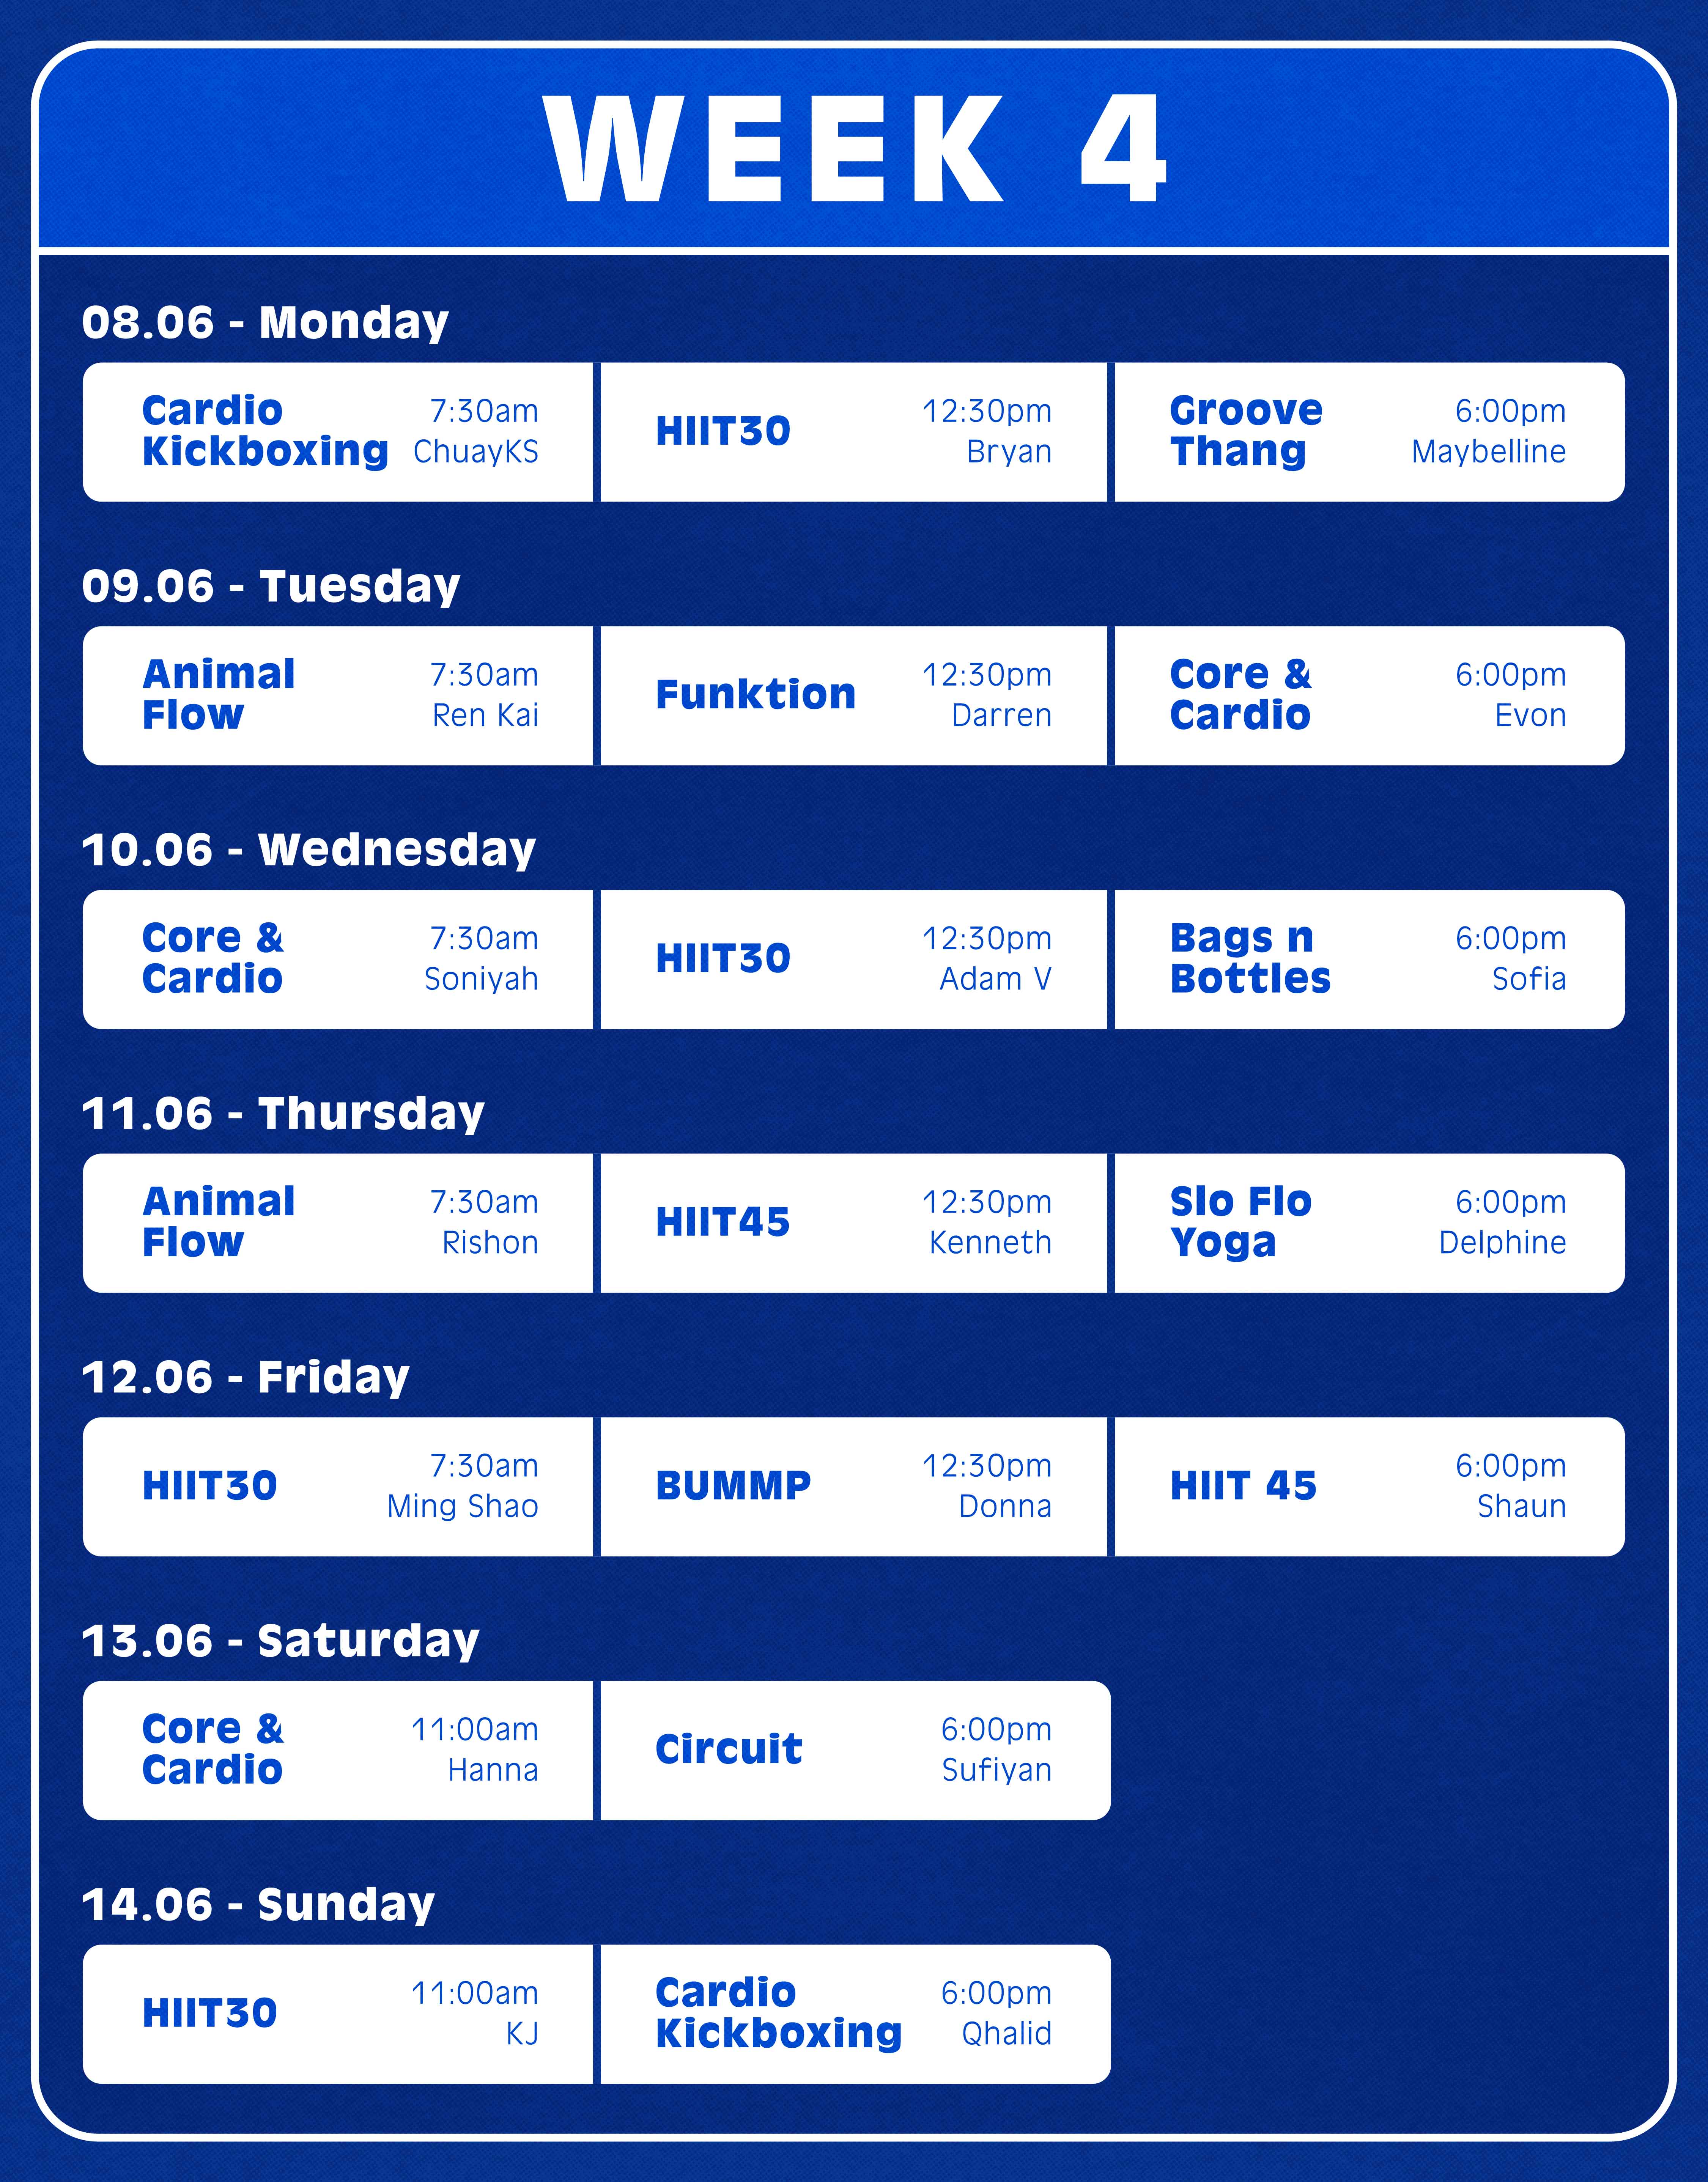 WEEK 4
08.06 - Monday
Cardio
Kickboxing
7:30am
ChuayKS
HIIT30
12:30pm
Bryan
Groove
Thang
6:00pm
Maybelline
09.06 - Tuesday
Animal
Flow
7:30am
Ren Kai
Funktion
12:30pm
Darren
Core &
Cardio
6:00pm
Evon
10.06 - Wednesday
Core &
Cardio
7:30am
Soniyah
HIIT30
12:30pm
Adam V
Bags n
Bottles
6:00pm
Sofia
11.06 - Thursday
Animal
Flow
7:30am
Rishon
HIIT45
12:30pm
Kenneth
Slo Flo
Yoga
6:00pm
Delphine
12.06 - Friday
HIIT30
7:30am
Ming Shao
BUMMP
12:30pm
Donna
HIIT 45
6:00pm
Shaun
13.06 - Saturday
Core &
Cardio
11:00am
Hanna
Circuit
6:00pm
Sufiyan
14.06 - Sunday
HIIT30
11:00am
KJ
Cardio
Kickboxing
6:00pm
Qhalid